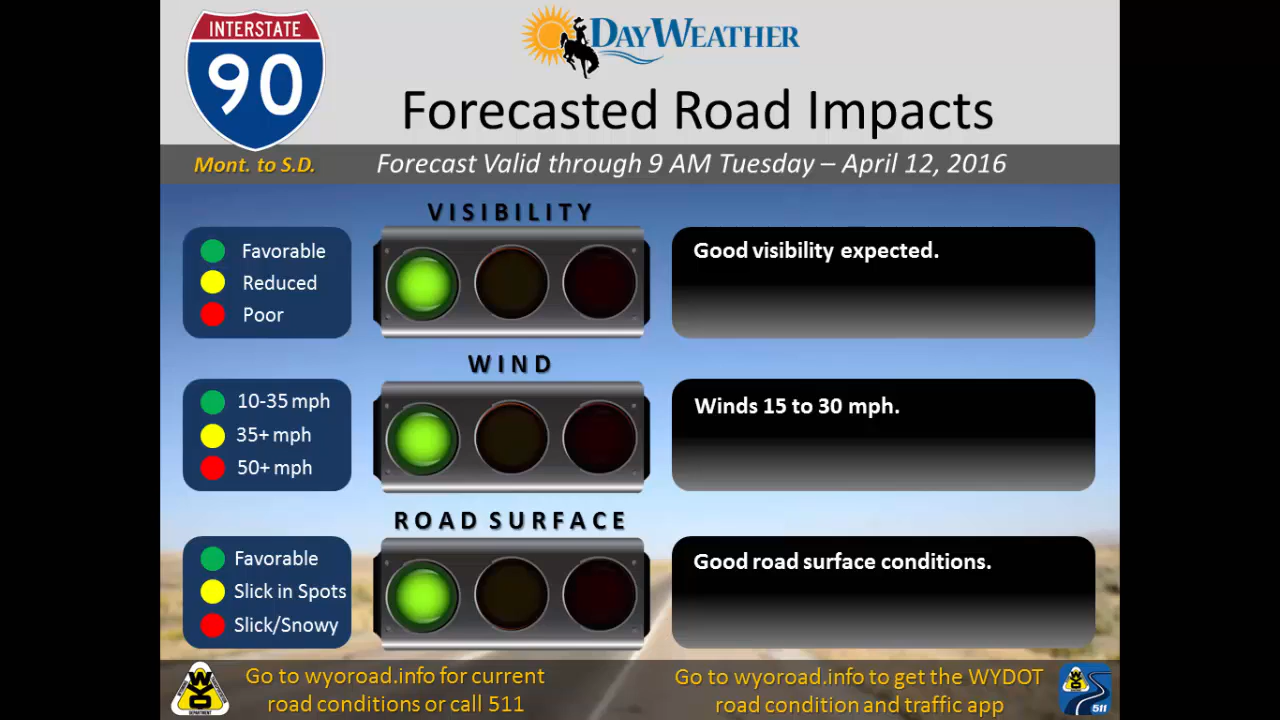 INTERSTATE
90
DAYWEATHER
Forecasted Road Impacts
Mont. to S.D.
Forecast Valid through 9 AM Tuesday – April 12, 2016
VISIBILITY
Favorable
Reduced
Poor
Good visibility expected.
WIND
10-35 mph
35+ mph
50+ mph
Winds 15 to 30 mph.
ROAD SURFACE
Favorable
Slick in Spots
Slick/Snowy
Good road surface conditions.
Go to wyoroad.info for current
road conditions or call 511
Go to wyoroad.info to get the WYDOT
road condition and traffic app
WYO
DEPARTMENT
WYO
511